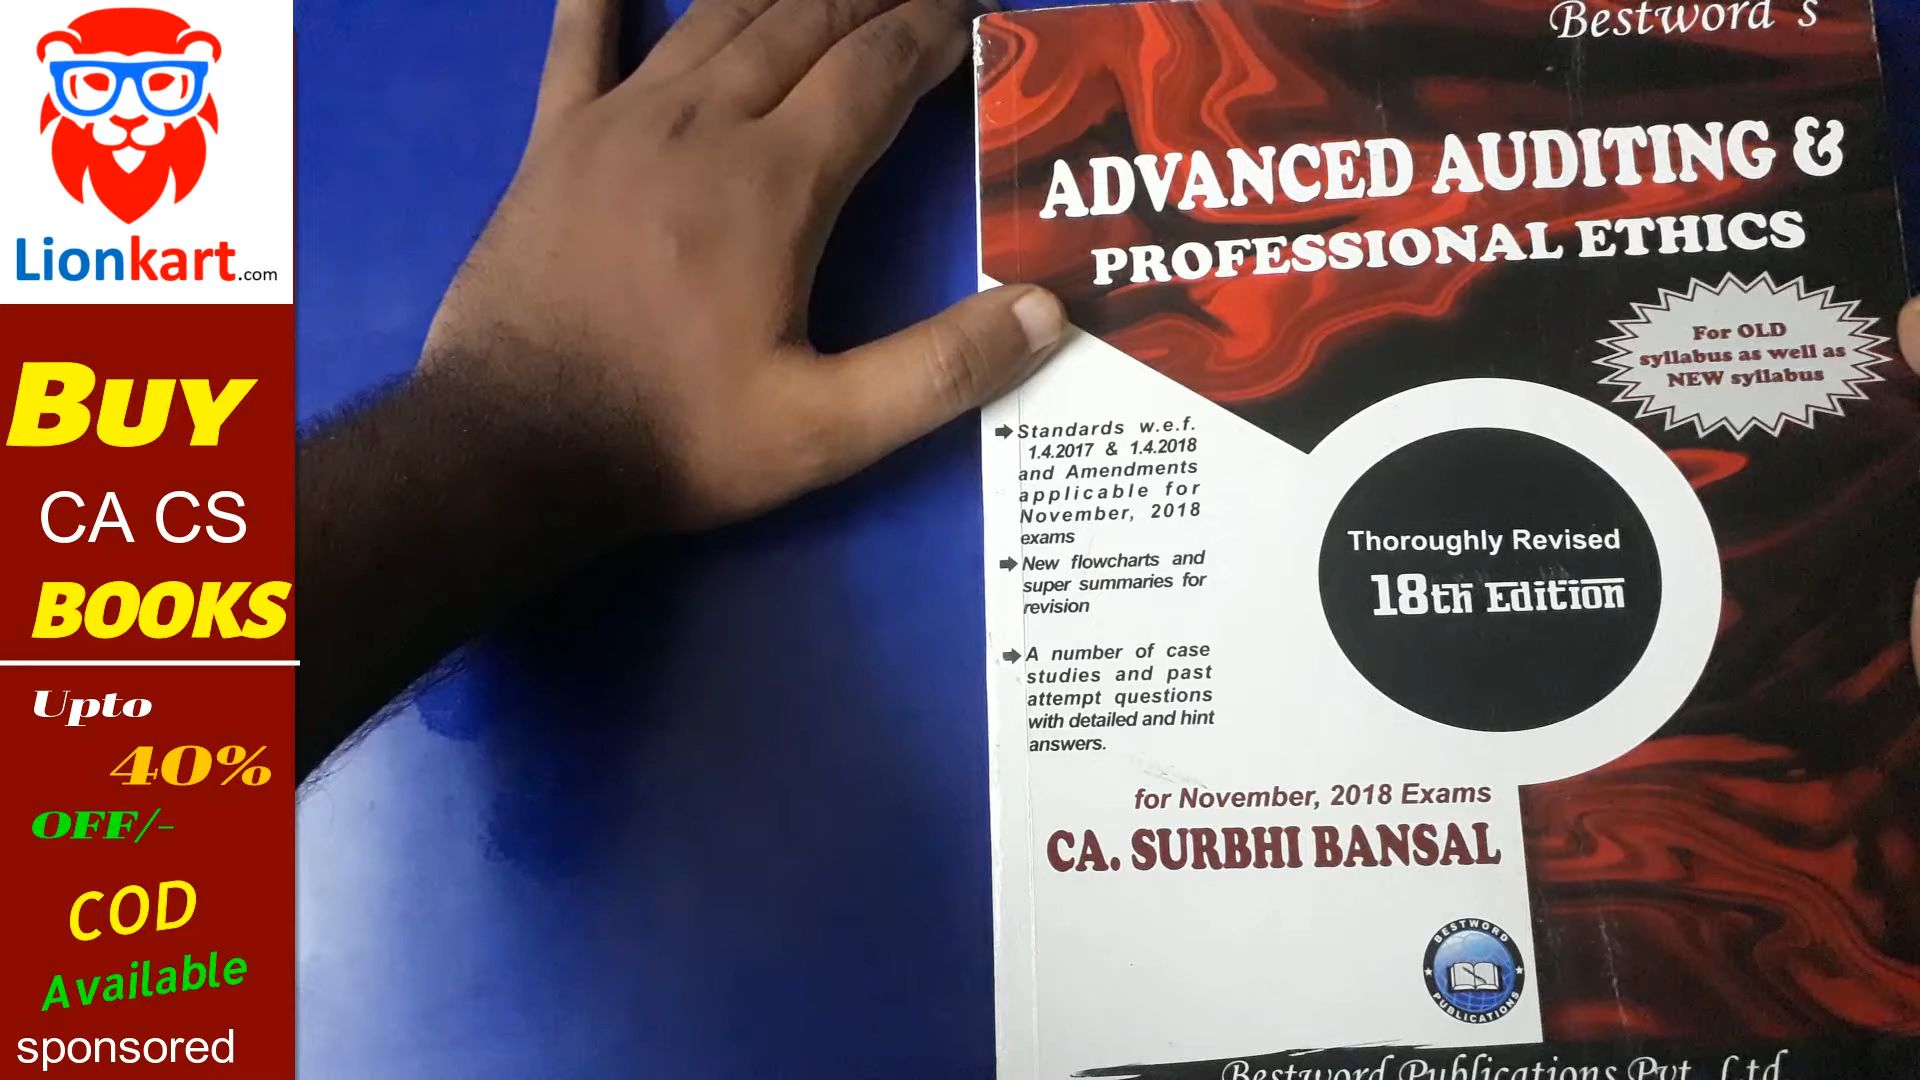 Lionkart.com
BUY
CA CS
BOOKS
Upto
40%
OFF/-
COD
Available
sponsored
Bestword's
ADVANCED AUDITING &
PROFESSIONAL ETHICS
For OLD
syllabus as well as
NEW syllabus
Standards w.e.f.
1.4.2017 & 1.4.2018
and Amendments
applicable for
November, 2018
exams
New flowcharts and
super summaries for
revision
A number of case
studies and past
attempt questions
with detailed and hint
answers.
Thoroughly Revised
18th Edition
for November, 2018 Exams
CA. SURBHI BANSAL
BESTWORD
PUBLICATIONS
Bestword Publications Pvt. Ltd